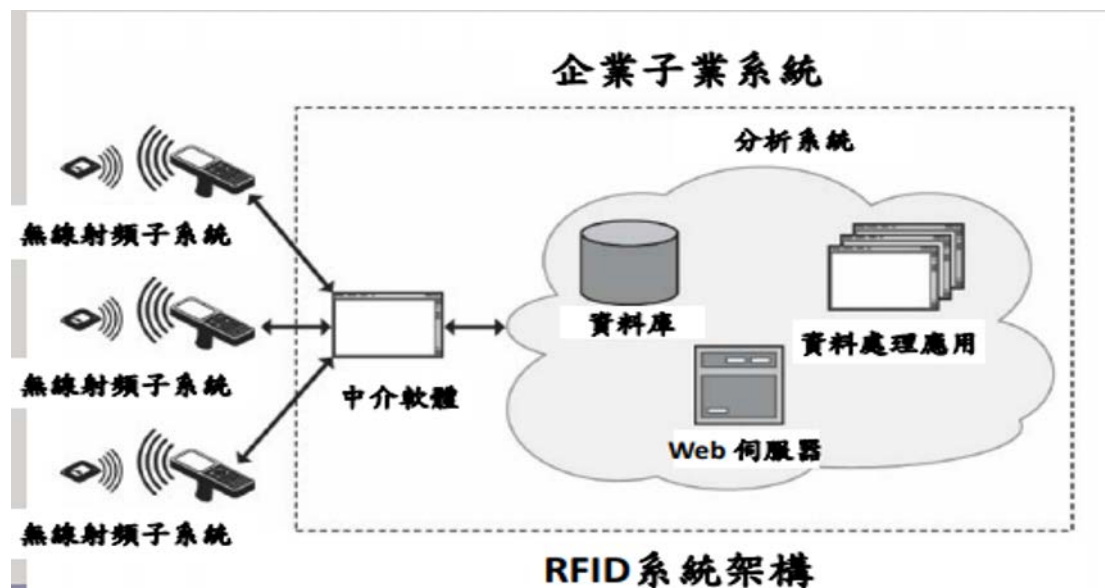 企業子業系統
分析系統
無線射頻子系統
資料庫
資料處理應用
無線射頻子系統
中介軟體
Web 伺服器
無線射頻子系統
RFID系統架構